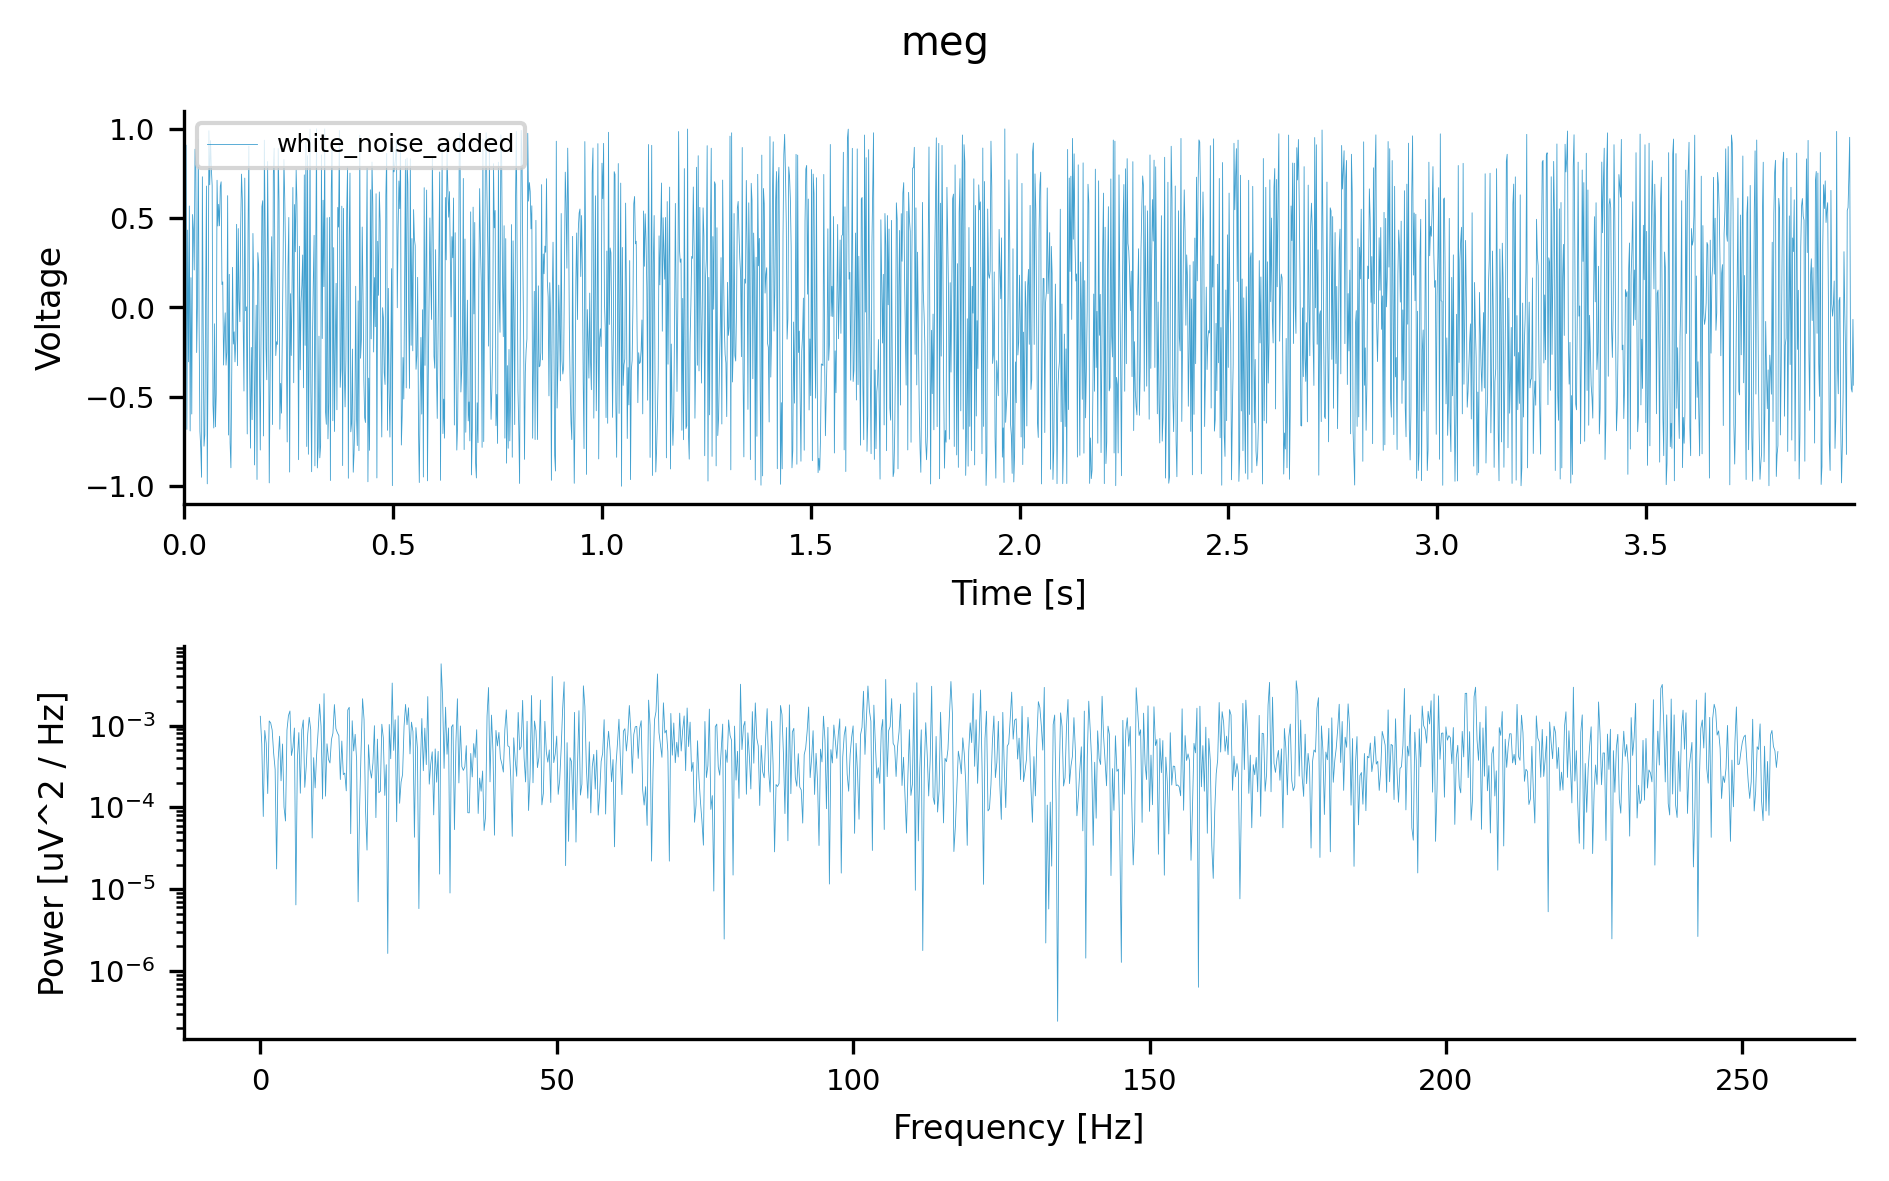 meg
white_noise_added
Voltage
1.0
0.5
0.0
−0.5
−1.0
0.0 0.5 1.0 1.5 2.0 2.5 3.0 3.5
Time [s]
Power [uV^2 / Hz]
10⁻³
10⁻⁴
10⁻⁵
10⁻⁶
0 50 100 150 200 250
Frequency [Hz]